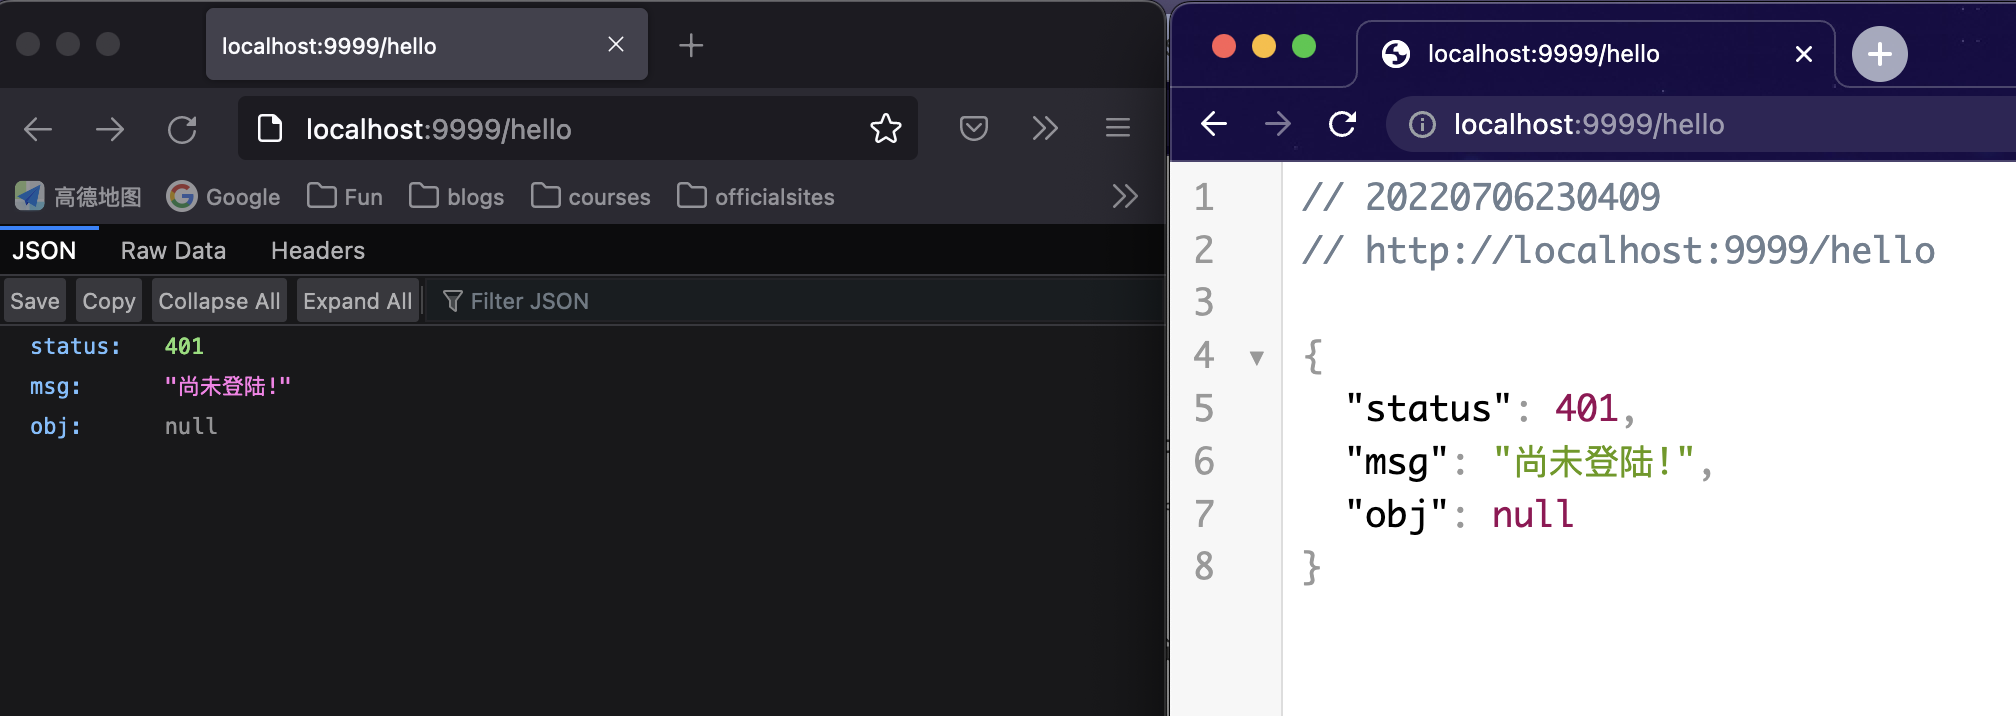 localhost:9999/hello
localhost:9999/hello
高德地图 Google Fun blogs courses officialsites
JSON Raw Data Headers
Save Copy Collapse All Expand All Filter JSON
status: 401
msg: "尚未登陆!"
obj: null
localhost:9999/hello
localhost:9999/hello
1 // 20220706230409
2 // http://localhost:9999/hello
3
4 {
5 "status": 401,
6 "msg": "尚未登陆!",
7 "obj": null
8 }